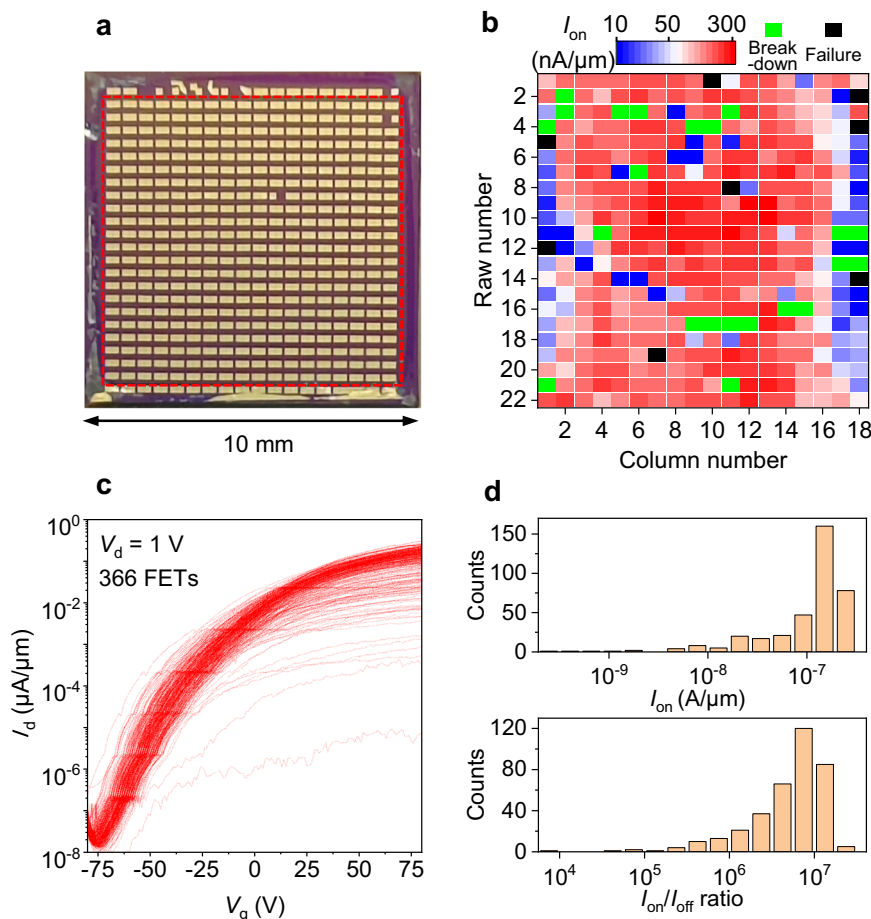 a
10 mm
b
I_on
(nA/μm)
10 50 300
Break
-down
Failure
Raw number
2
4
6
8
10
12
14
16
18
20
22
2 4 6 8 10 12 14 16 18
Column number
c
V_d = 1 V
366 FETs
I_d (μA/μm)
10^0
10^-2
10^-4
10^-6
10^-8
-75 -50 -25 0 25 50 75
V_g (V)
d
Counts
150
100
50
0
10^-9 10^-8 10^-7
I_on (A/μm)
Counts
120
80
40
0
10^4 10^5 10^6 10^7
I_on/I_off ratio